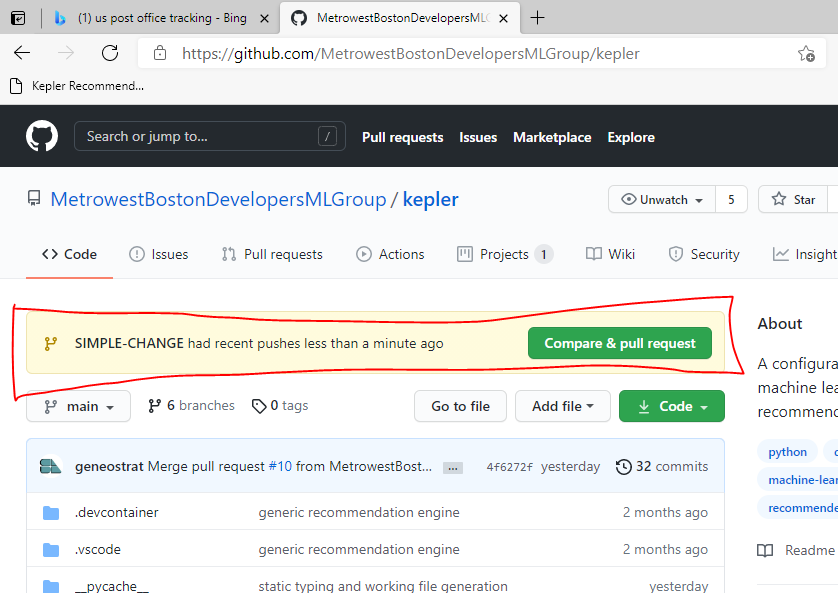 (1) us post office tracking - Bing
MetrowestBostonDevelopersML
https://github.com/MetrowestBostonDevelopersMLGroup/kepler
Kepler Recommend...
Search or jump to... /
Pull requests Issues Marketplace Explore
MetrowestBostonDevelopersMLGroup / kepler
Unwatch 5 Star
Code Issues Pull requests Actions Projects 1 Wiki Security Insight
SIMPLE-CHANGE had recent pushes less than a minute ago Compare & pull request
About
A configura
machine lea
recommend
main 6 branches 0 tags Go to file Add file Code
python
geneostrat Merge pull request #10 from MetrowestBost... ... 4f6272f yesterday 32 commits
machine-lear
recommende
.devcontainer generic recommendation engine 2 months ago
.vscode generic recommendation engine 2 months ago
Readme
__pycache__ static typing and working file generation yesterday